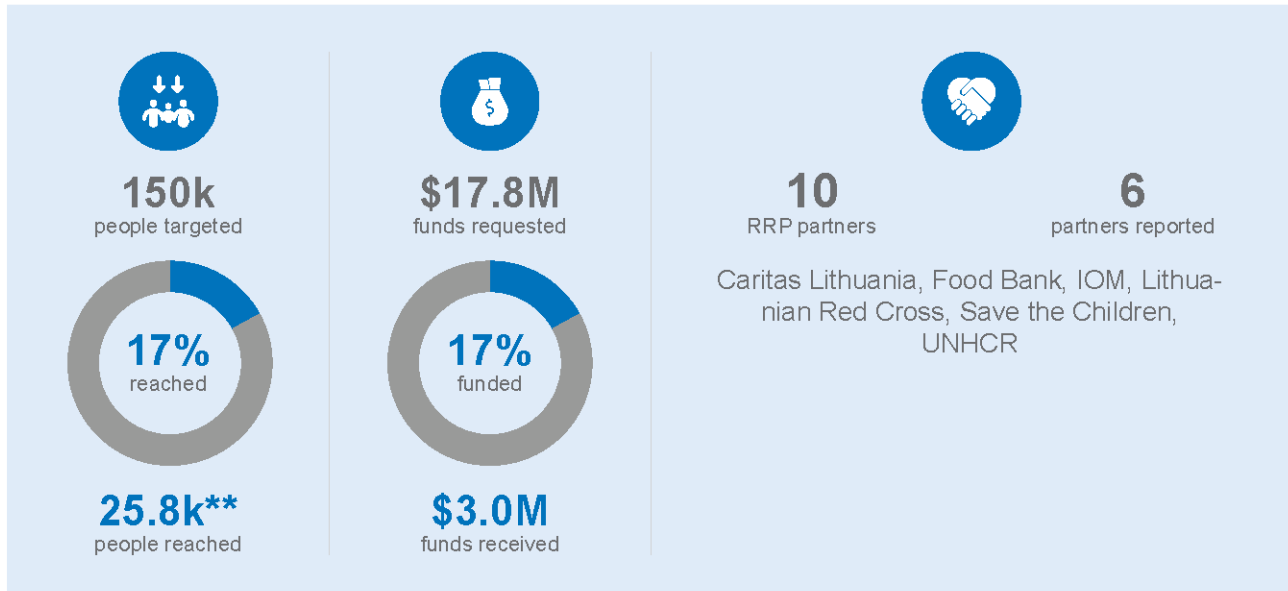 150k
people targeted
17%
reached
25.8k**
people reached
$
$17.8M
funds requested
17%
funded
$3.0M
funds received
10
RRP partners
6
partners reported
Caritas Lithuania, Food Bank, IOM, Lithua-
nian Red Cross, Save the Children,
UNHCR